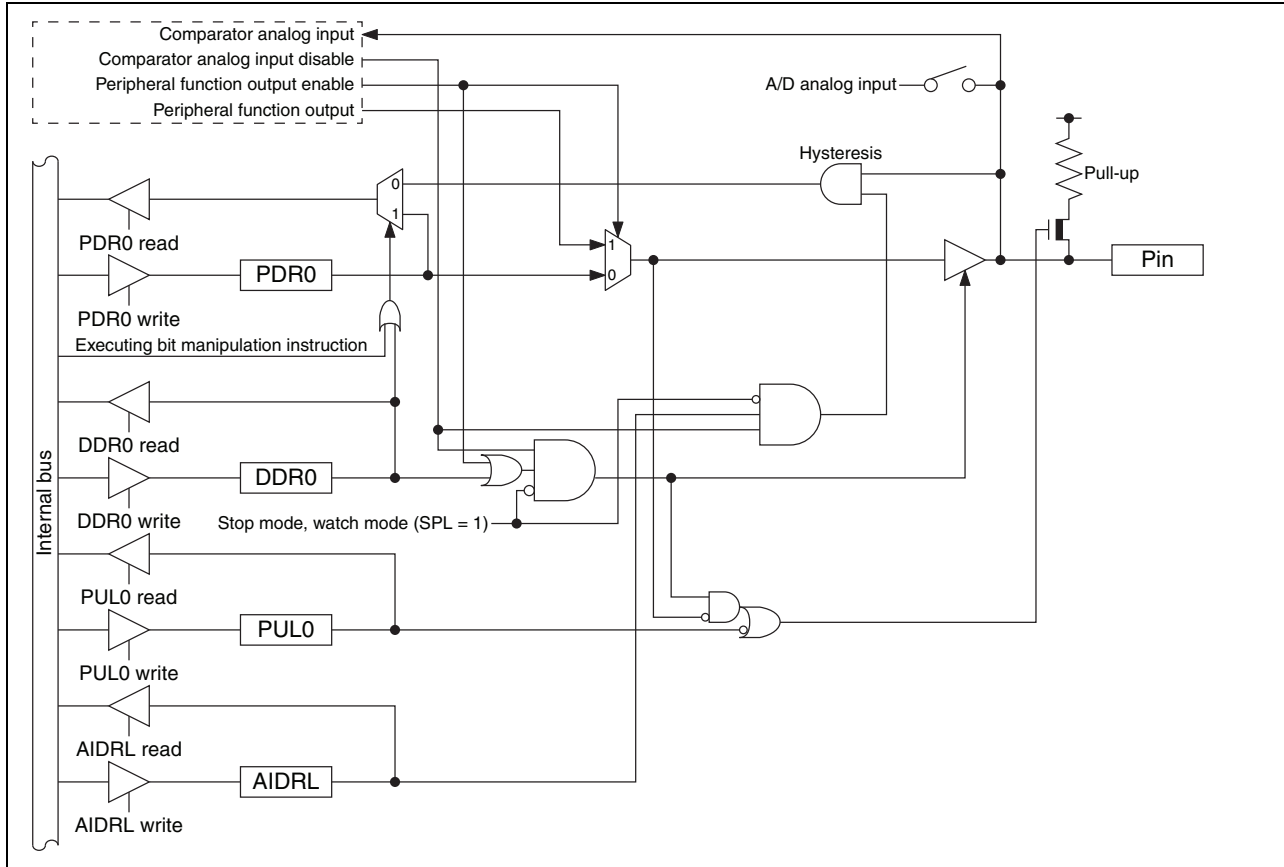 Comparator analog input
Comparator analog input disable
Peripheral function output enable
Peripheral function output
A/D analog input
Hysteresis
Pull-up
0
1
PDR0 read
1
0
PDR0
Pin
PDR0 write
Executing bit manipulation instruction
DDR0 read
DDR0
DDR0 write
Stop mode, watch mode (SPL = 1)
Internal bus
PUL0 read
PUL0
PUL0 write
AIDRL read
AIDRL
AIDRL write